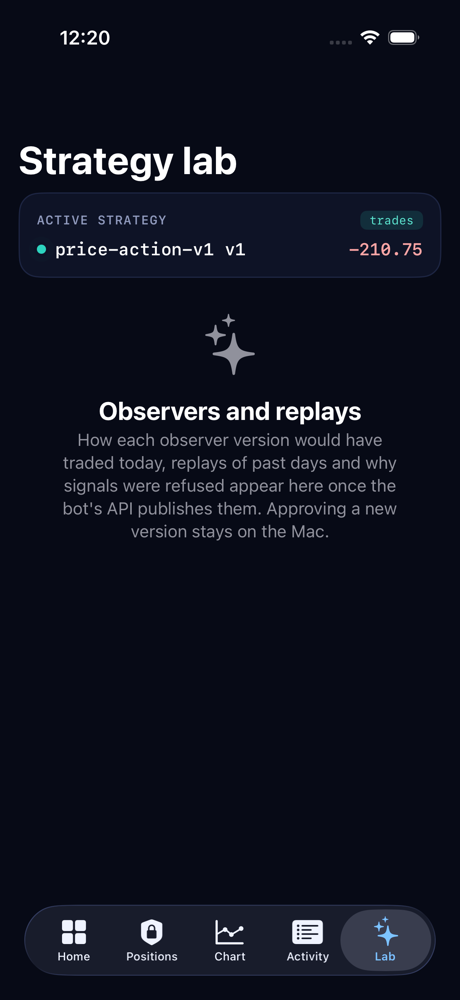 12:20
Strategy lab
ACTIVE STRATEGY
trades
price-action-v1 v1
-210.75
Observers and replays
How each observer version would have
traded today, replays of past days and why
signals were refused appear here once the
bot's API publishes them. Approving a new
version stays on the Mac.
Home
Positions
Chart
Activity
Lab